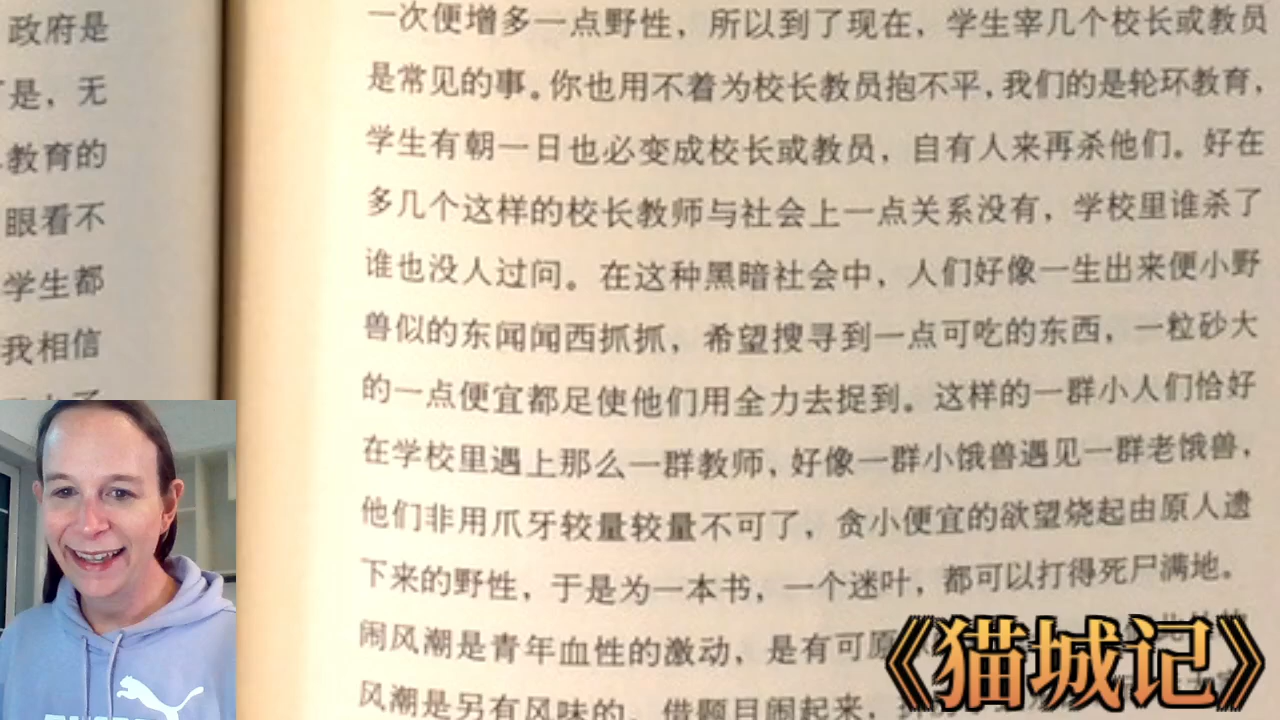 政府是
是，无
教育的
眼看不
学生都
我相信
一次便增多一点野性，所以到了现在，学生宰几个校长或教员
是常见的事。你也用不着为校长教员抱不平，我们的是轮环教育，
学生有朝一日也必变成校长或教员，自有人来再杀他们。好在
多几个这样的校长教师与社会上一点关系没有，学校里谁杀了
谁也没人过问。在这种黑暗社会中，人们好像一生出来便小野
兽似的东闻闻西抓抓，希望搜寻到一点可吃的东西，一粒砂大
的一点便宜都足使他们用全力去捉到。这样的一群小人们恰好
在学校里遇上那么一群教师，好像一群小饿兽遇见一群老饿兽，
他们非用爪牙较量较量不可了，贪小便宜的欲望烧起由原人遗
下来的野性，于是为一本书，一个迷叶，都可以打得死尸满地。
闹风潮是青年血性的激动，是有可原
风潮是另有风味的，借题目闹起来，
《猫城记》